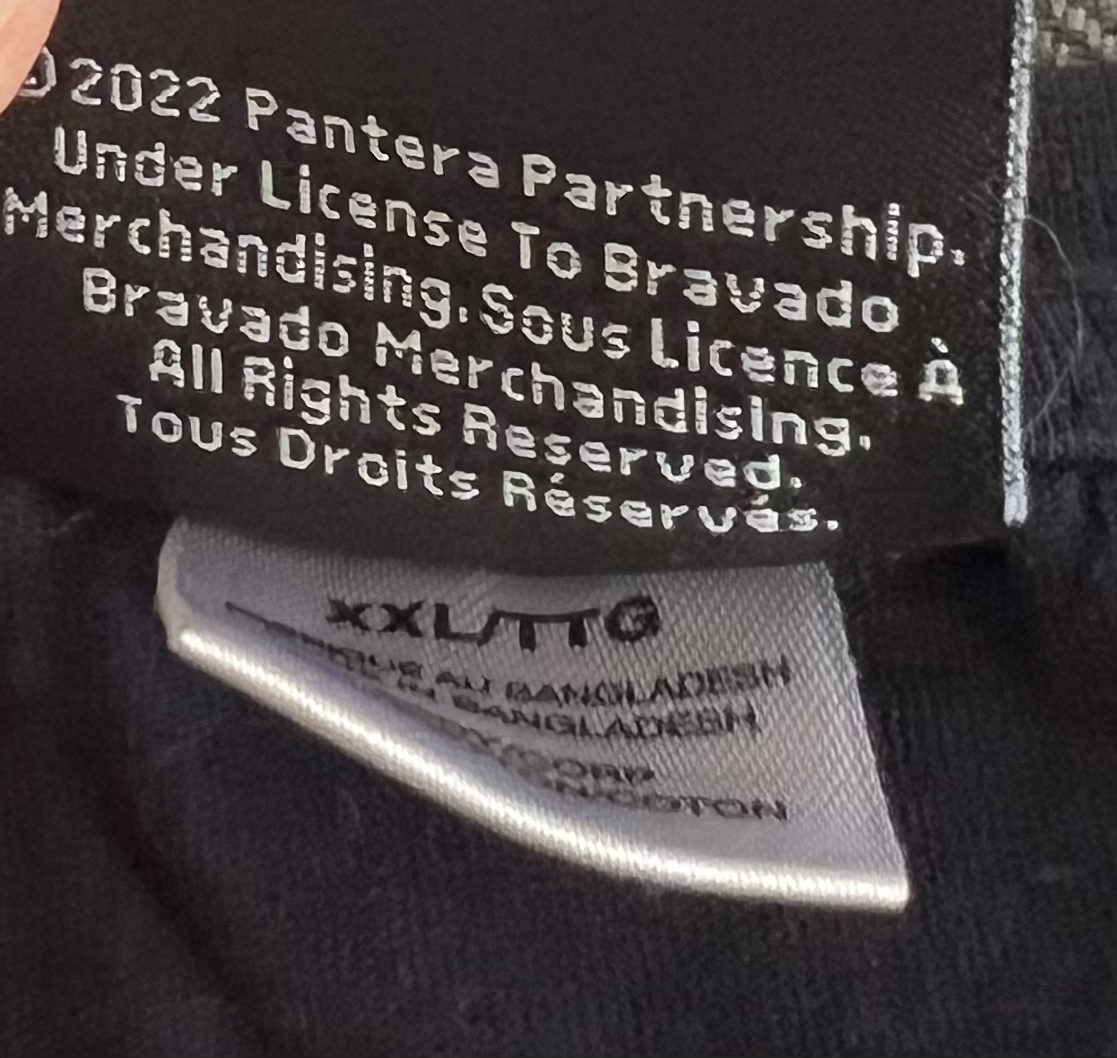 ©2022 Pantera Partnership.
Under License To Bravado
Merchandising. Sous Licence À
Bravado Merchandising.
All Rights Reserved.
Tous Droits Réservés.
XXL/TTG
AU BANGLADESH
BANGLADESH